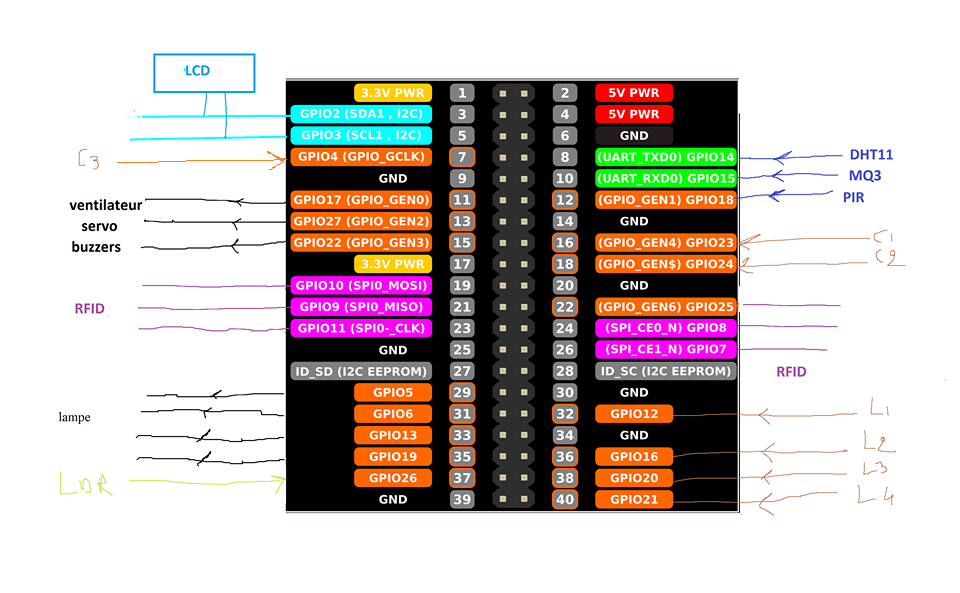 LCD
3.3V PWR 1 2 5V PWR
GPIO2 (SDA1 , I2C) 3 4 5V PWR
GPIO3 (SCL1 , I2C) 5 6 GND
C3 GPIO4 (GPIO_GCLK) 7 8 (UART_TXD0) GPIO14 DHT11
GND 9 10 (UART_RXD0) GPIO15 MQ3
ventilateur GPIO17 (GPIO_GEN0) 11 12 (GPIO_GEN1) GPIO18 PIR
servo GPIO27 (GPIO_GEN2) 13 14 GND
buzzers GPIO22 (GPIO_GEN3) 15 16 (GPIO_GEN4) GPIO23 C1
3.3V PWR 17 18 (GPIO_GEN$) GPIO24 C2
GPIO10 (SPI0_MOSI) 19 20 GND
RFID GPIO9 (SPI0_MISO) 21 22 (GPIO_GEN6) GPIO25
GPIO11 (SPI0-_CLK) 23 24 (SPI_CE0_N) GPIO8
GND 25 26 (SPI_CE1_N) GPIO7
ID_SD (I2C EEPROM) 27 28 ID_SC (I2C EEPROM) RFID
GPIO5 29 30 GND
lampe GPIO6 31 32 GPIO12 L1
GPIO13 33 34 GND
GPIO19 35 36 GPIO16 L2
LDR GPIO26 37 38 GPIO20 L3
GND 39 40 GPIO21 L4